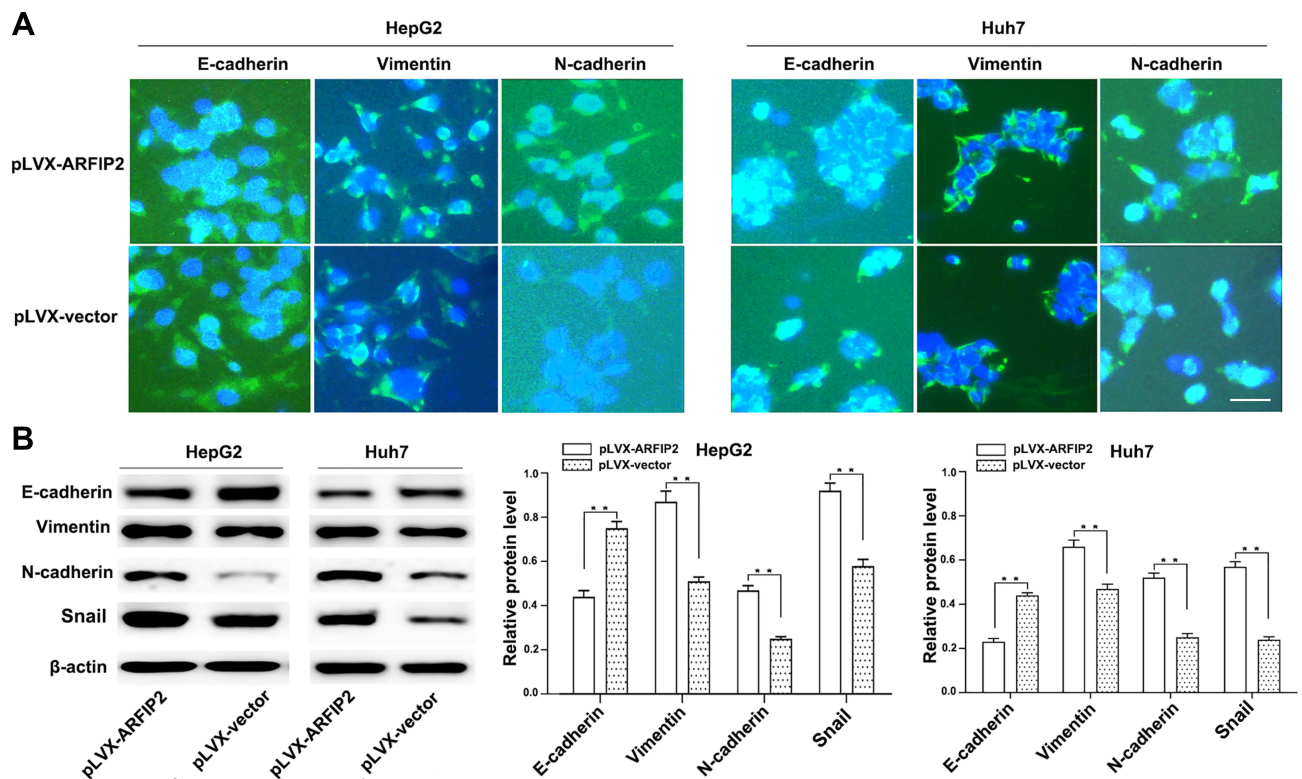 A
HepG2
Huh7
E-cadherin
Vimentin
N-cadherin
E-cadherin
Vimentin
N-cadherin
pLVX-ARFIP2
pLVX-vector
B
HepG2
Huh7
E-cadherin
Vimentin
N-cadherin
Snail
β-actin
pLVX-ARFIP2
pLVX-vector
pLVX-ARFIP2
pLVX-vector
pLVX-ARFIP2
pLVX-vector
HepG2
Relative protein level
1.0
0.8
0.6
0.4
0.2
0.0
* *
* *
* *
* *
E-cadherin
Vimentin
N-cadherin
Snail
pLVX-ARFIP2
pLVX-vector
Huh7
Relative protein level
1.0
0.8
0.6
0.4
0.2
0.0
* *
* *
* *
* *
E-cadherin
Vimentin
N-cadherin
Snail